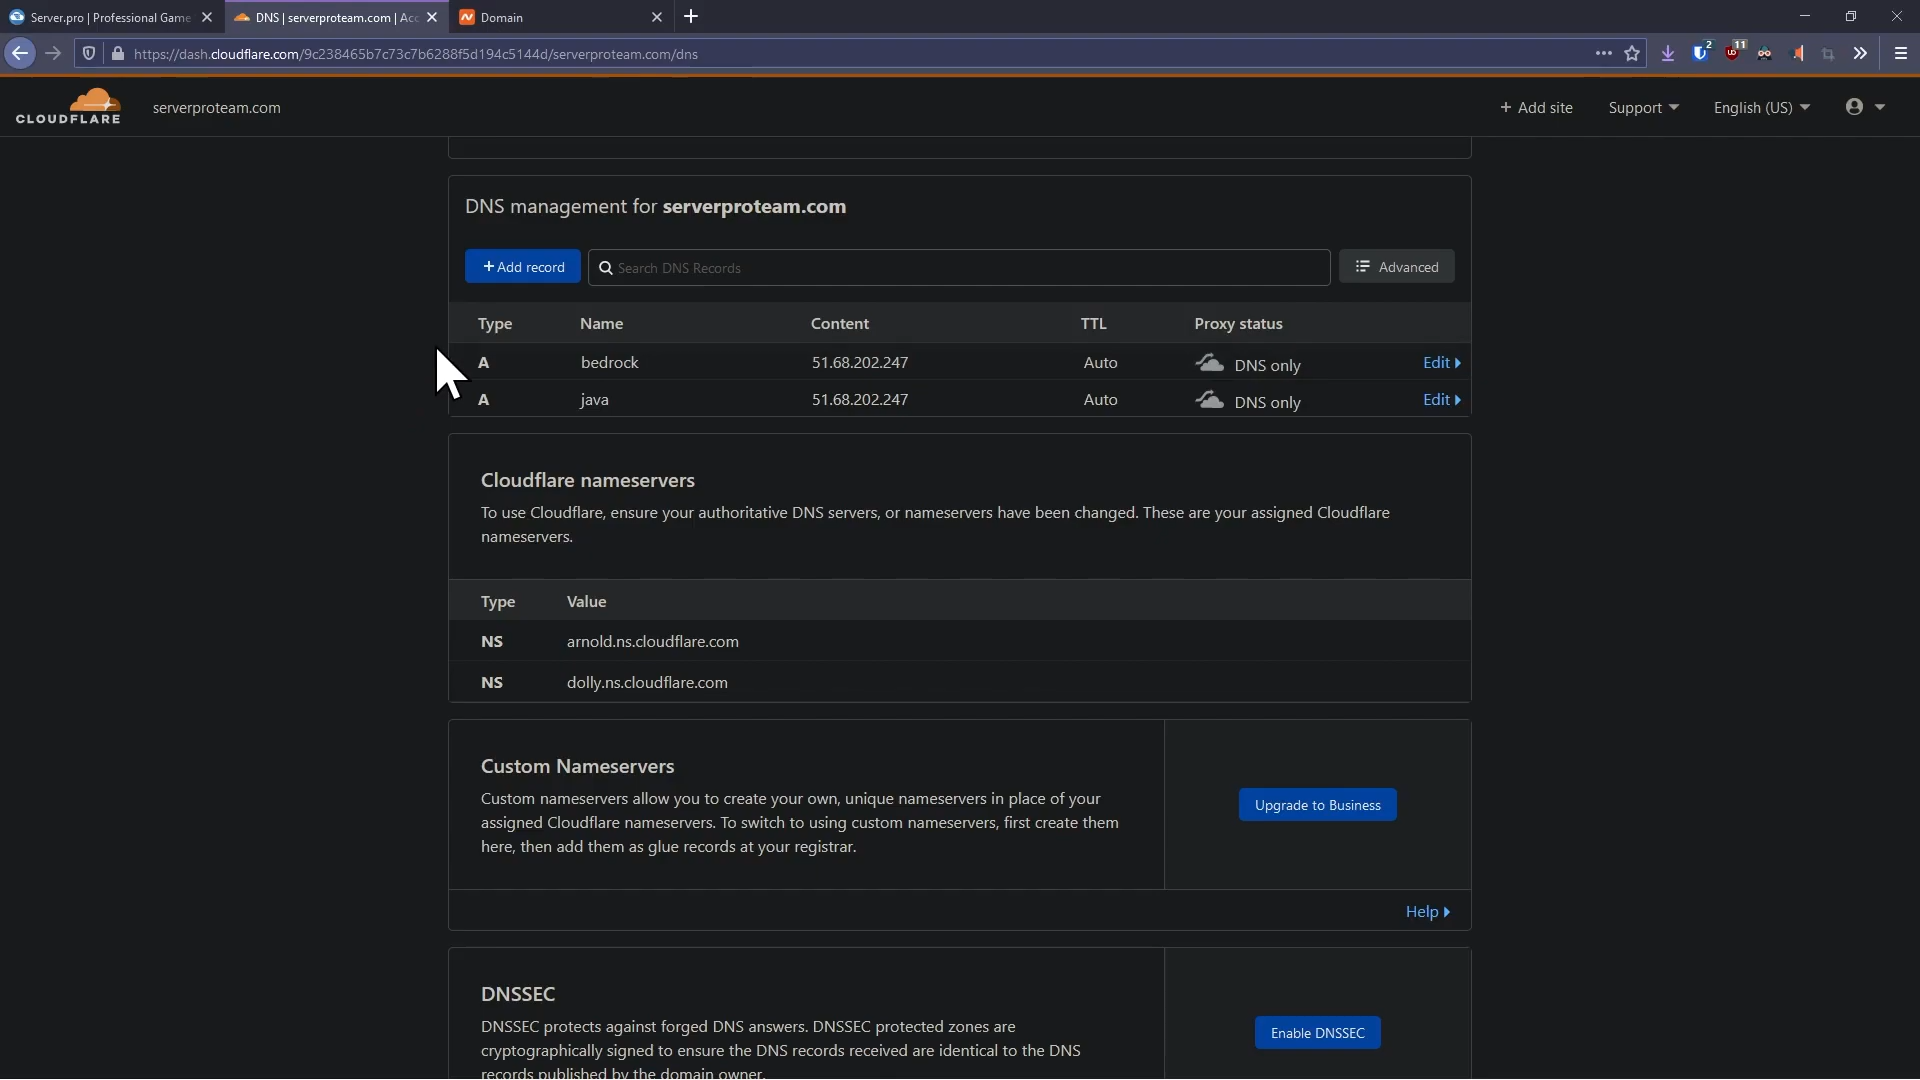 Server.pro | Professional Game
DNS | serverproteam.com | Acc
Domain
https://dash.cloudflare.com/9c238465b7c73c7b6288f5d194c5144d/serverproteam.com/dns
2
11
CLOUDFLARE
serverproteam.com
+ Add site
Support
English (US)
DNS management for serverproteam.com
+ Add record
Search DNS Records
Advanced
Type Name Content TTL Proxy status
A bedrock 51.68.202.247 Auto DNS only Edit
A java 51.68.202.247 Auto DNS only Edit
Cloudflare nameservers
To use Cloudflare, ensure your authoritative DNS servers, or nameservers have been changed. These are your assigned Cloudflare
nameservers.
Type Value
NS arnold.ns.cloudflare.com
NS dolly.ns.cloudflare.com
Custom Nameservers
Custom nameservers allow you to create your own, unique nameservers in place of your
assigned Cloudflare nameservers. To switch to using custom nameservers, first create them
here, then add them as glue records at your registrar.
Upgrade to Business
Help
DNSSEC
DNSSEC protects against forged DNS answers. DNSSEC protected zones are
cryptographically signed to ensure the DNS records received are identical to the DNS
records published by the domain owner.
Enable DNSSEC